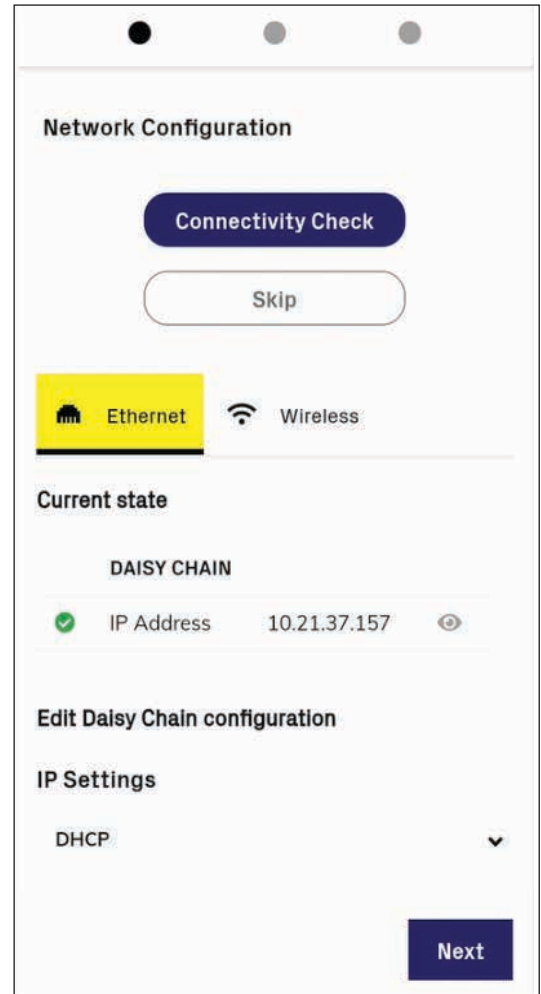 Network Configuration
Connectivity Check
Skip
Ethernet Wireless
Current state
DAISY CHAIN
IP Address 10.21.37.157
Edit Daisy Chain configuration
IP Settings
DHCP
Next